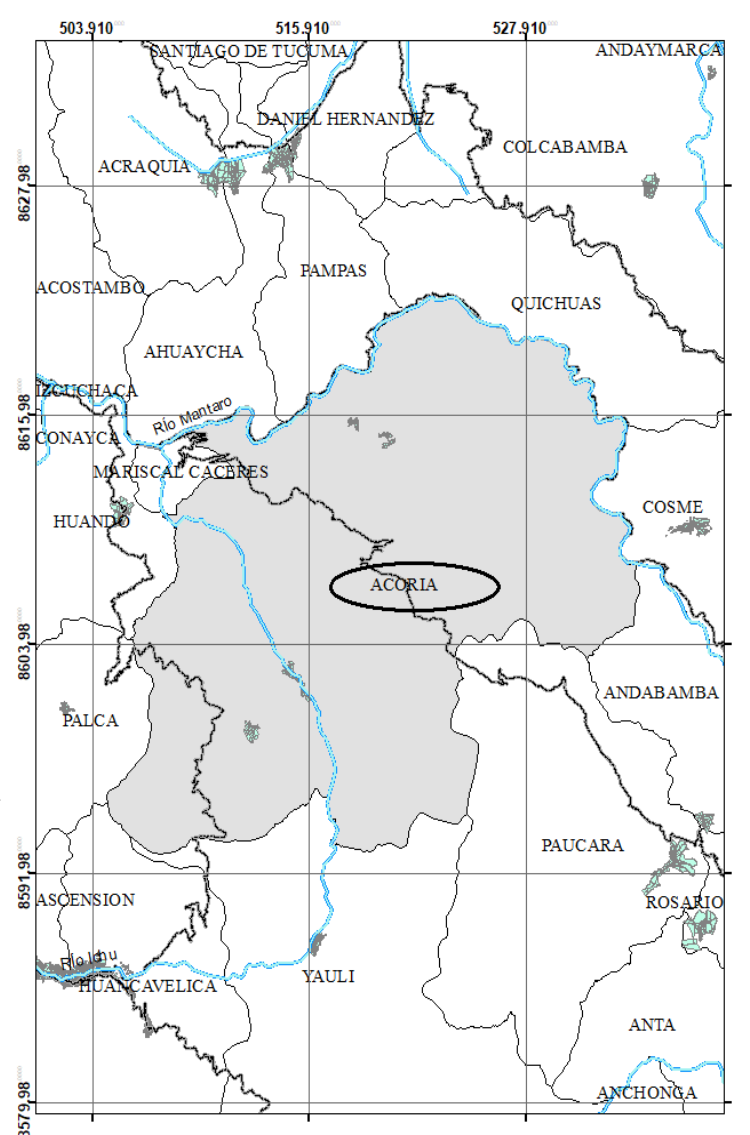 503.910
515.910
527.910
SANTIAGO DE TUCUMA
ANDAYMARCA
DANIEL HERNANDEZ
COLCABAMBA
ACRAQUIA
8627.98
PAMPAS
ACOSTAMBO
QUICHUAS
AHUAYCHA
IZCUCHACA
Río Mantaro
8615.98
CONAYCA
MARISCAL CACERES
COSME
HUANDO
ACORIA
8603.98
ANDABAMBA
PALCA
PAUCARA
8591.98
ASCENSION
ROSARIO
Río Ichu
YAULI
HUANCAVELICA
ANTA
ANCHONGA
8579.98